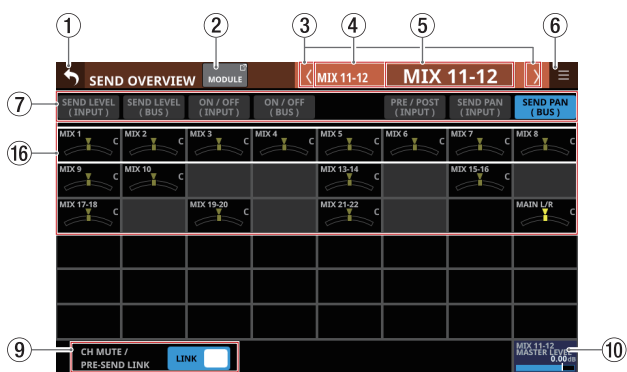 1 2 3 4 5 6
SEND OVERVIEW MODULE MIX 11-12 MIX 11-12
7
SEND LEVEL SEND LEVEL ON / OFF ON / OFF PRE / POST SEND PAN SEND PAN
( INPUT ) ( BUS ) ( INPUT ) ( BUS ) ( INPUT ) ( INPUT ) ( BUS )
16
MIX 1 C MIX 2 C MIX 3 C MIX 4 C MIX 5 C MIX 6 C MIX 7 C MIX 8 C
MIX 9 C MIX 10 C MIX 13-14 C MIX 15-16 C
MIX 17-18 C MIX 19-20 C MIX 21-22 C MAIN L/R C
9
CH MUTE /
PRE-SEND LINK
LINK
MIX 11-12
MASTER LEVEL
0.00dB
10